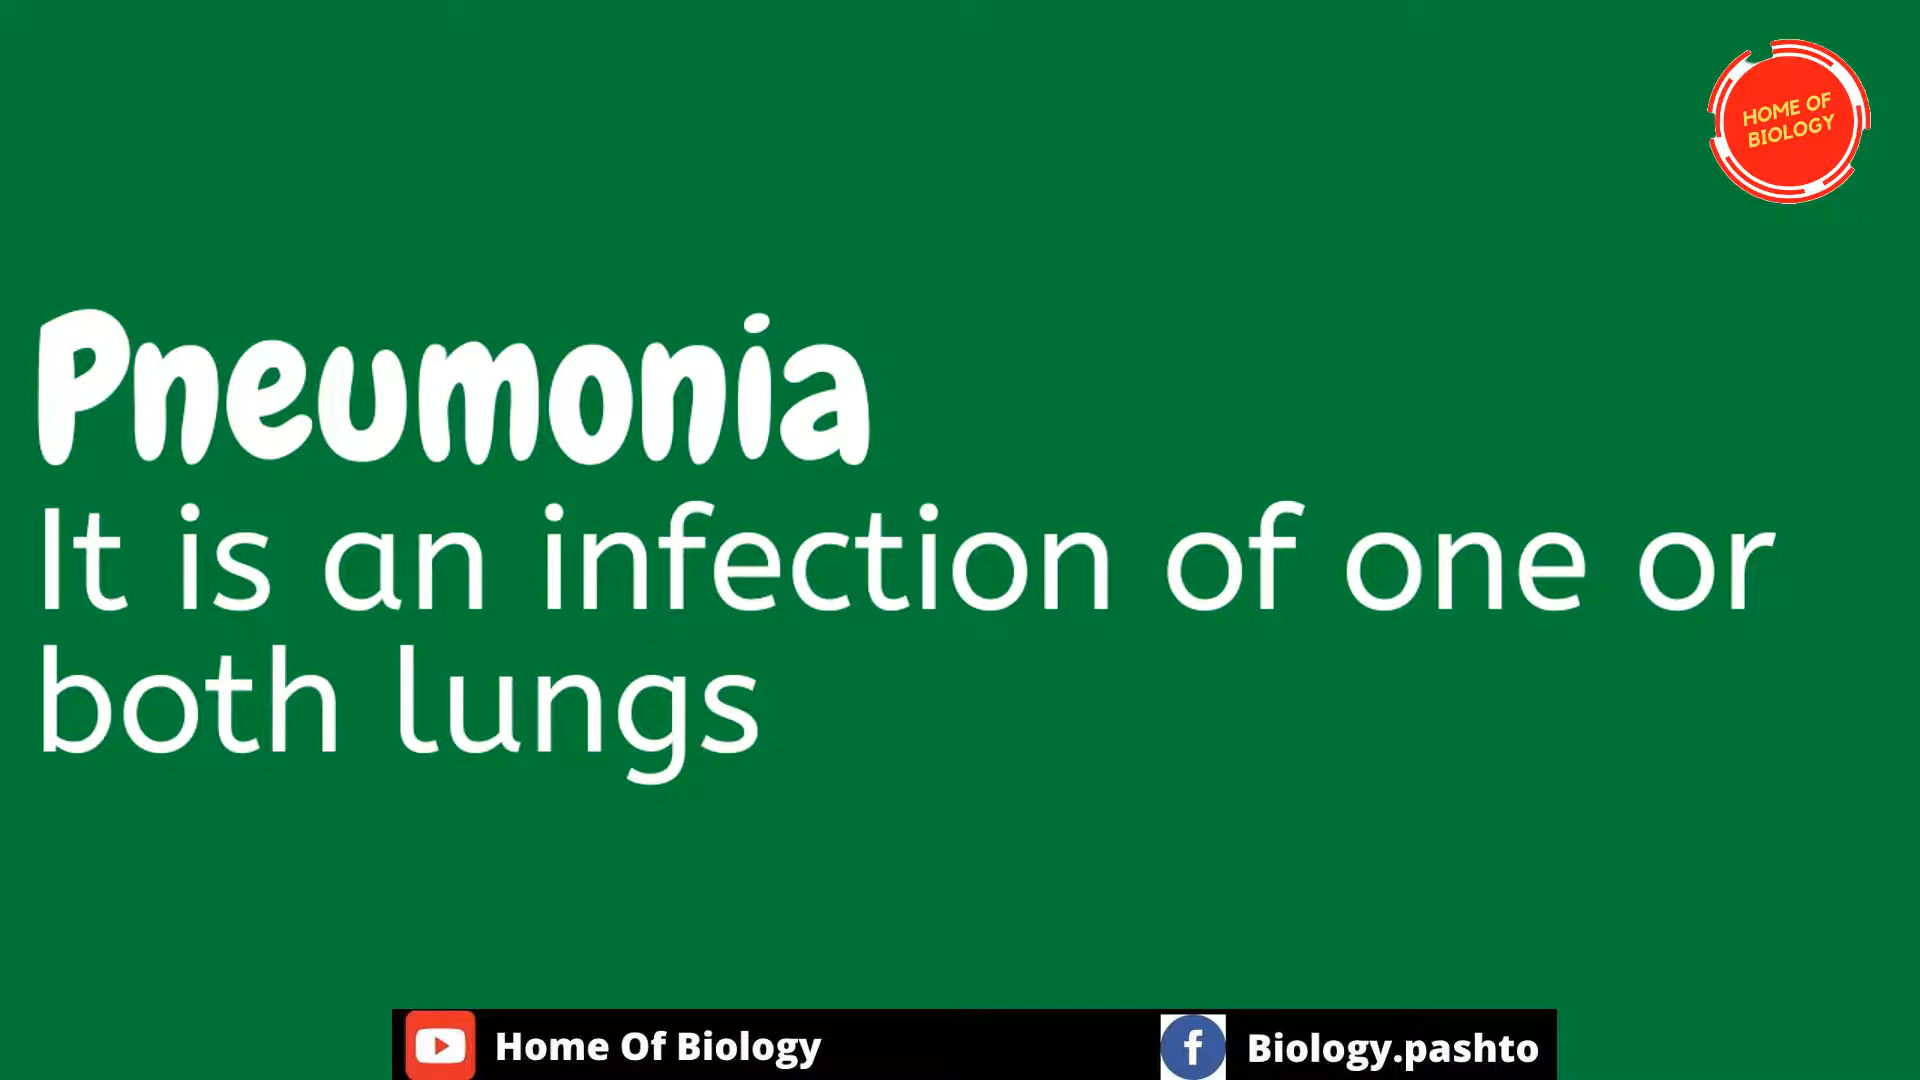 HOME OF
BIOLOGY
Pneumonia
It is an infection of one or
both lungs
Home Of Biology
Biology.pashto